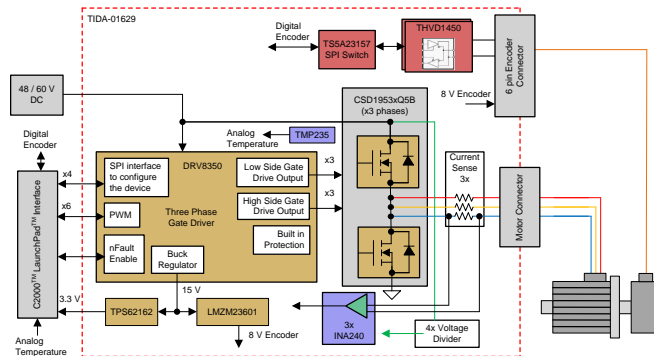 TIDA-01629
Digital
Encoder
TS5A23157
SPI Switch
THVD1450
6 pin Encoder
Connector
8 V Encoder
48 / 60 V
DC
CSD1953xQ5B
(x3 phases)
Analog
Temperature
TMP235
Digital
Encoder
DRV8350
SPI interface
to configure
the device
Low Side Gate
Drive Output
x3
Current
Sense
3x
x4
High Side Gate
Drive Output
x3
x6
PWM
Three Phase
Gate Driver
Motor Connector
C2000™ LaunchPad™ Interface
nFault
Enable
Built in
Protection
Buck
Regulator
15 V
3.3 V
TPS62162
LMZM23601
3x
INA240
4x Voltage
Divider
8 V Encoder
Analog
Temperature